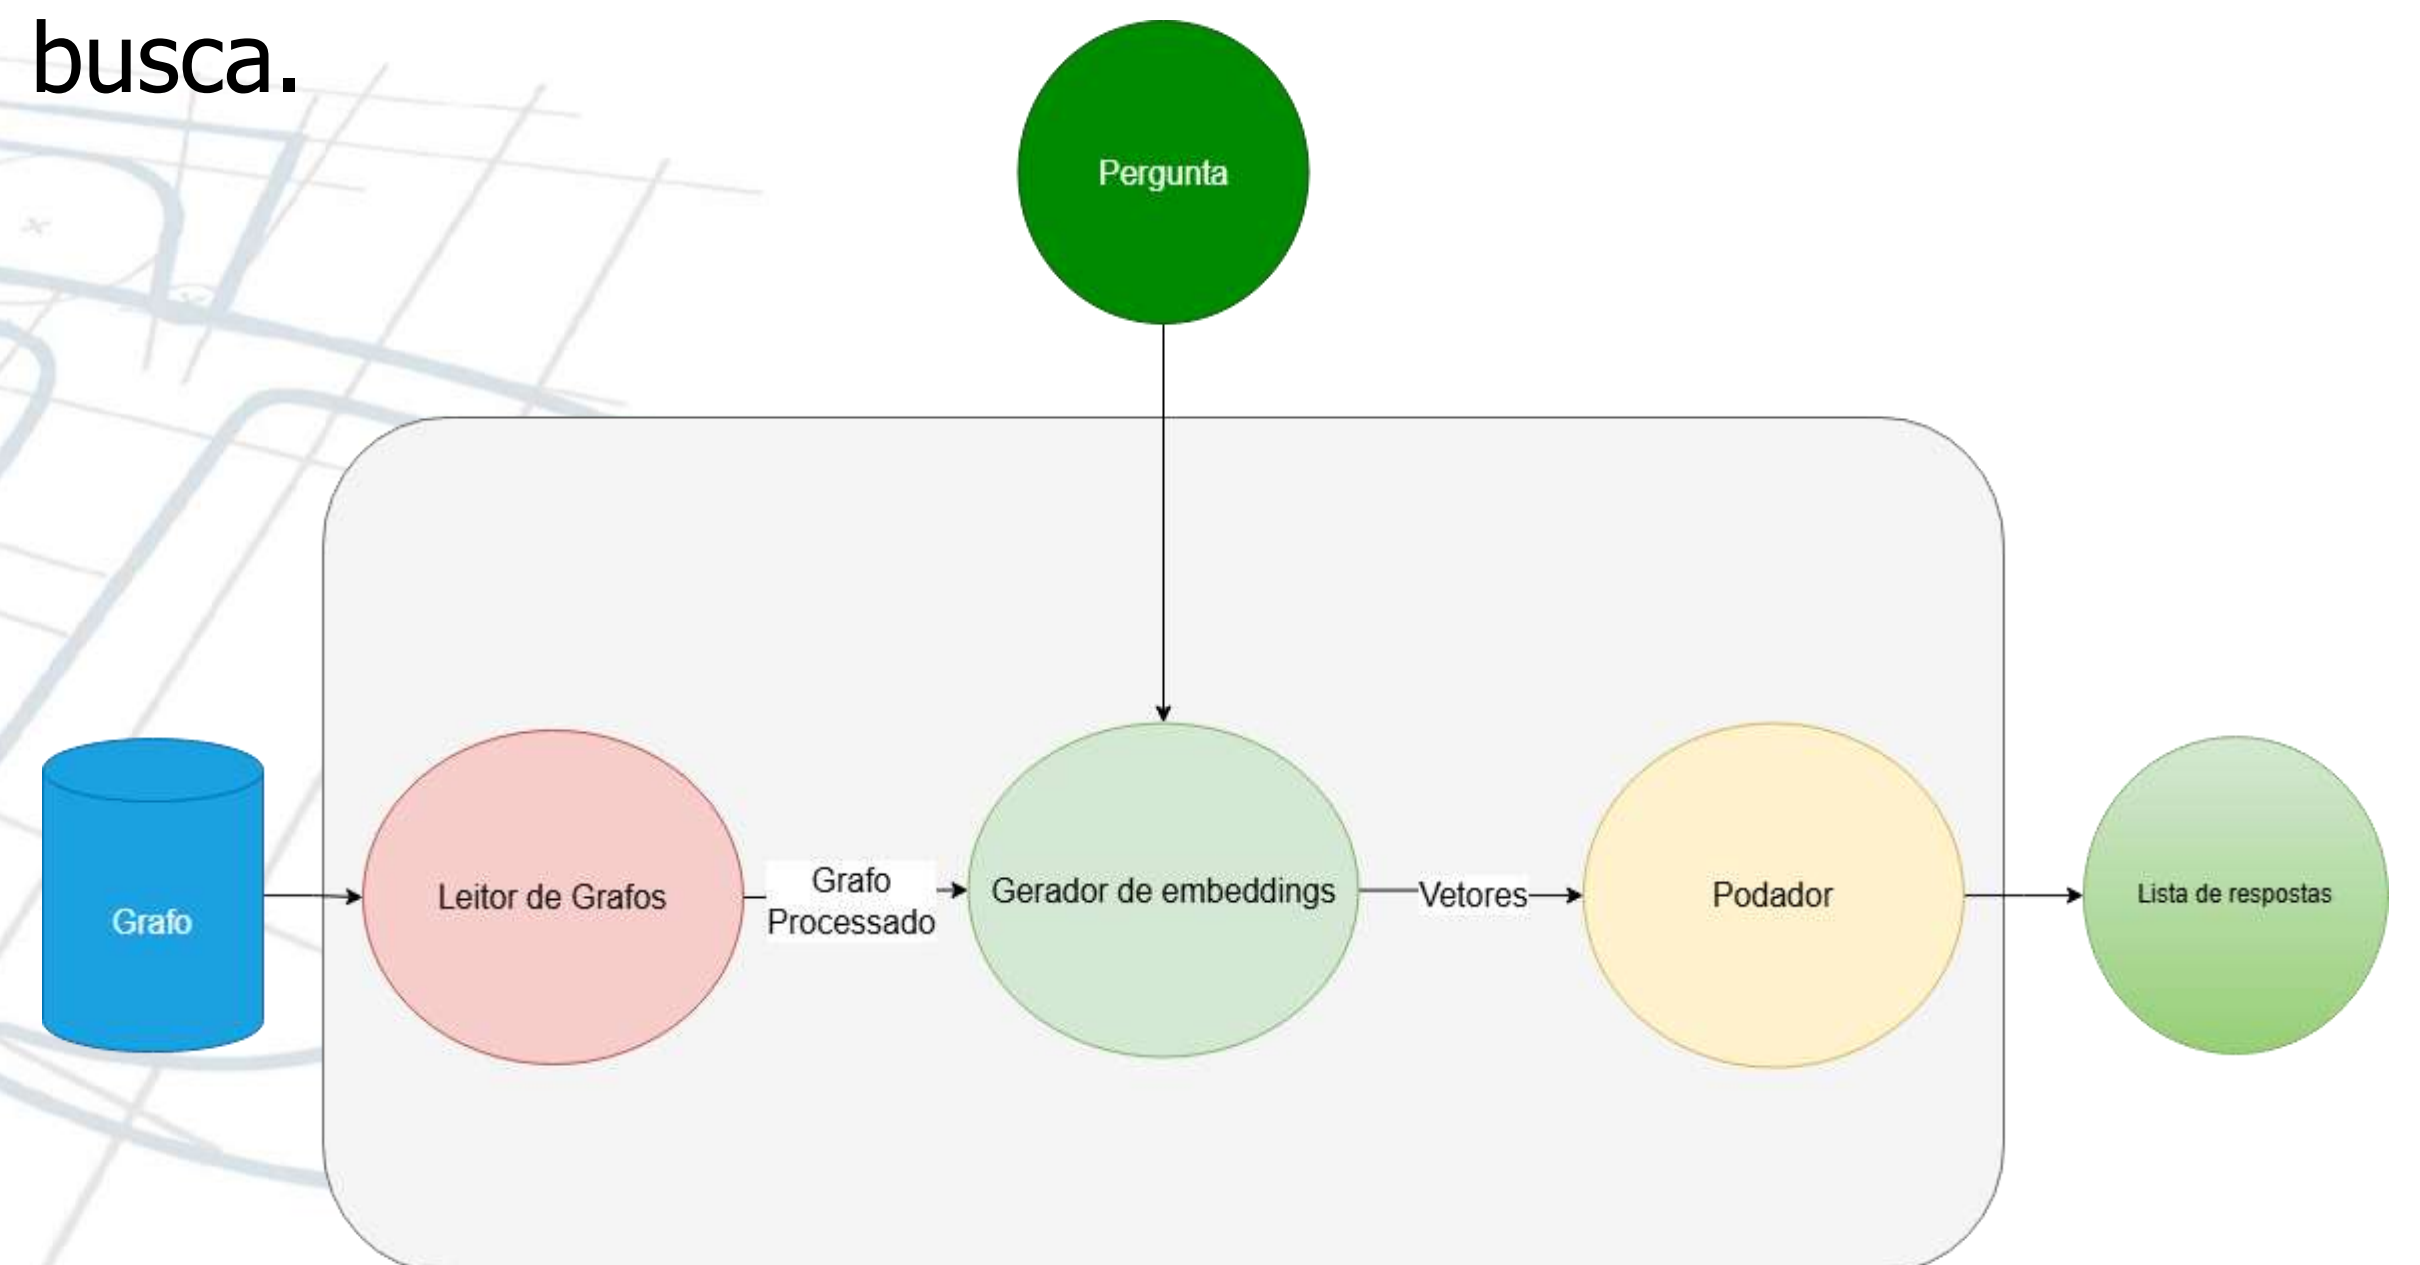 busca.
Pergunta
Grafo
Leitor de Grafos
Grafo
Processado
Gerador de embeddings
Vetores
Podador
Lista de respostas